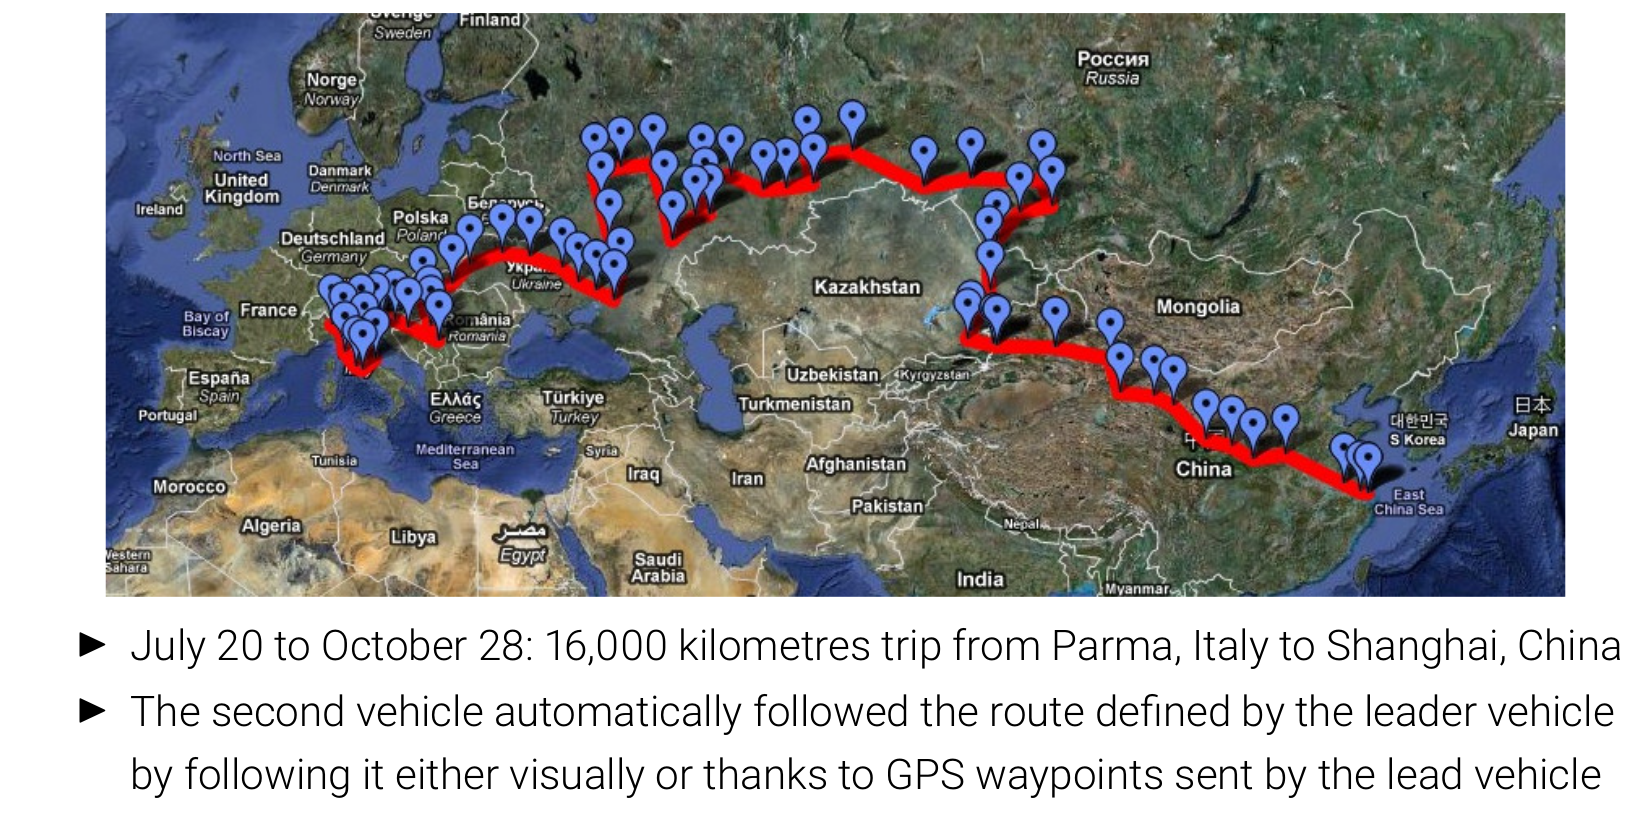 Sverige
Sweden
Finland
Norge
Norway
Россия
Russia
North Sea
United
Kingdom
Danmark
Denmark
Ireland
Polska
Poland
Беларусь
Deutschland
Germany
Ukraine
France
Kazakhstan
Mongolia
Bay of
Biscay
România
Romania
España
Spain
Portugal
Ελλάς
Greece
Türkiye
Turkey
Uzbekistan
Kyrgyzstan
Turkmenistan
日本
Japan
대한민국
S Korea
Mediterranean
Sea
Tunisia
Syria
Iraq
Iran
Afghanistan
China
Morocco
Pakistan
East
China Sea
Algeria
Libya
مصر
Egypt
Nepal
Western
Sahara
Saudi
Arabia
India
Myanmar
► July 20 to October 28: 16,000 kilometres trip from Parma, Italy to Shanghai, China
► The second vehicle automatically followed the route defined by the leader vehicle
by following it either visually or thanks to GPS waypoints sent by the lead vehicle